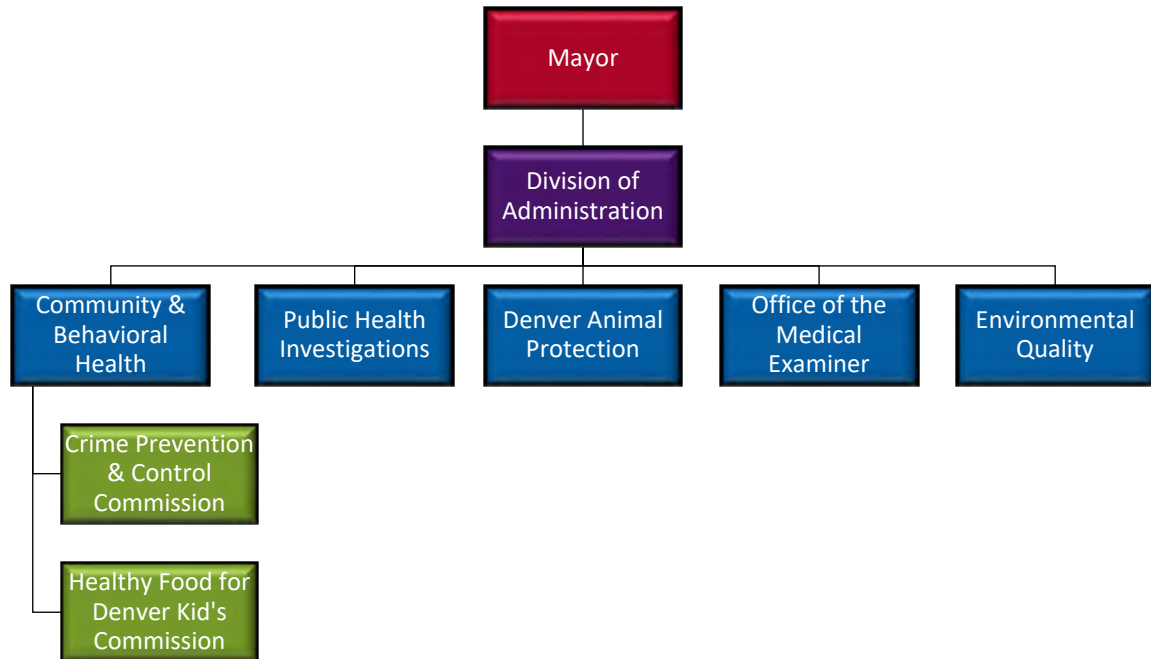 Mayor
Division of
Administration
Community &
Behavioral
Health
Public Health
Investigations
Denver Animal
Protection
Office of the
Medical
Examiner
Environmental
Quality
Crime Prevention
& Control
Commission
Healthy Food for
Denver Kid's
Commission